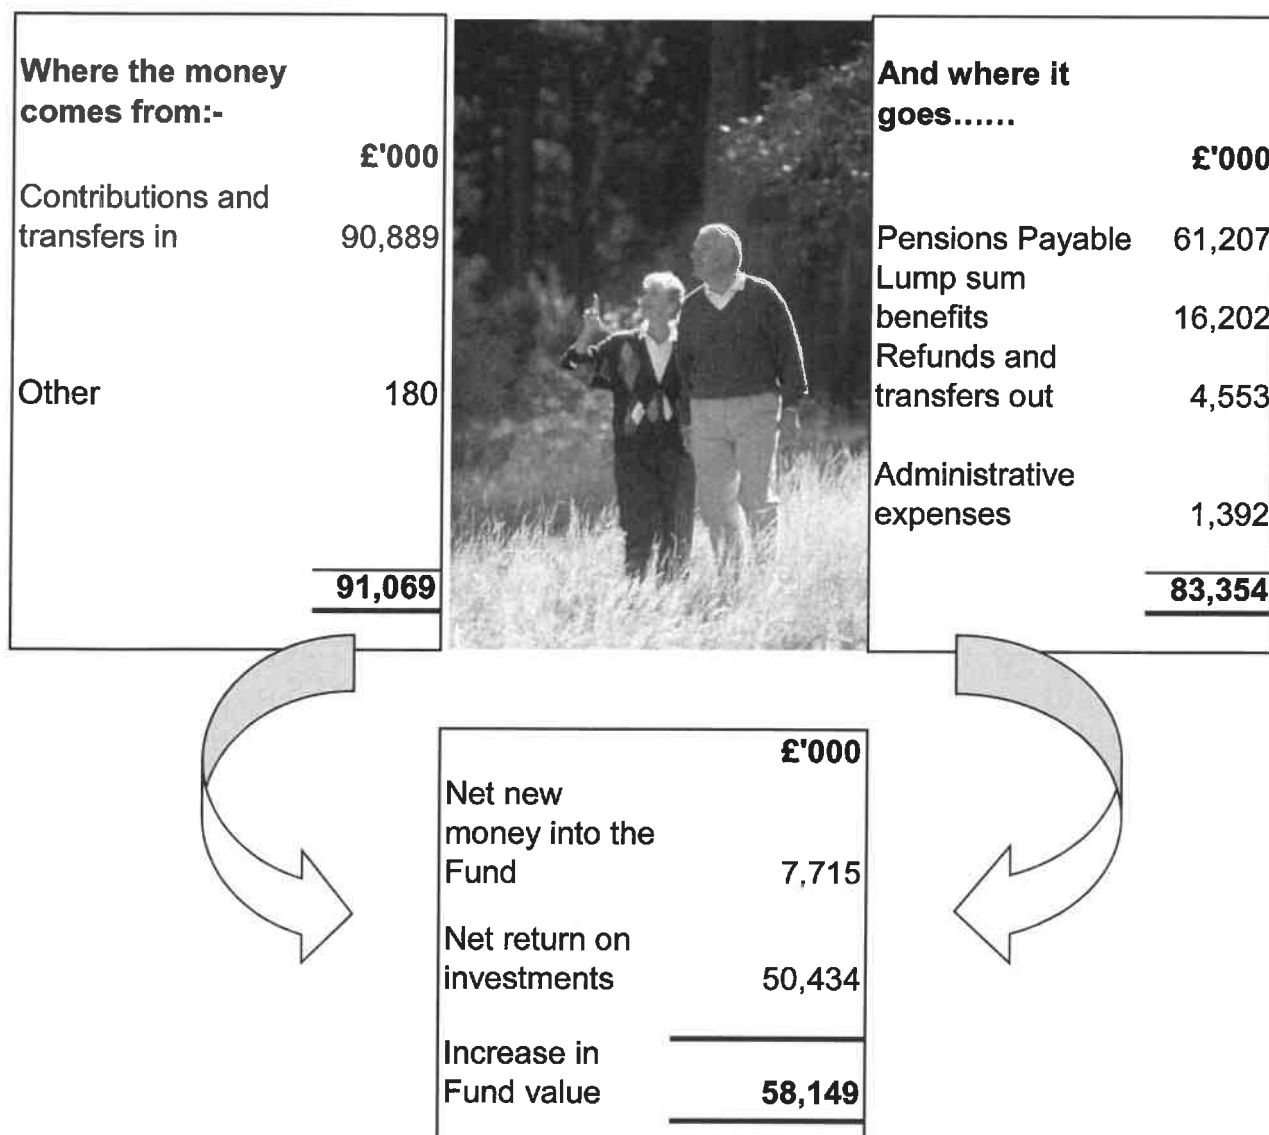 Where the money
comes from:-
£'000
Contributions and
transfers in 90,889
Other 180
91,069
And where it
goes......
£'000
Pensions Payable 61,207
Lump sum
benefits 16,202
Refunds and
transfers out 4,553
Administrative
expenses 1,392
83,354
£'000
Net new
money into the
Fund 7,715
Net return on
investments 50,434
Increase in
Fund value 58,149